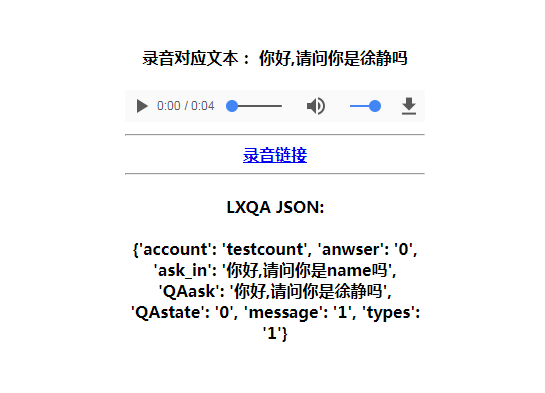 录音对应文本 ： 你好,请问你是徐静吗
0:00 / 0:04
录音链接
LXQA JSON:
{'account': 'testcount', 'anwser': '0',
'ask_in': '你好,请问你是name吗',
'QAask': '你好,请问你是徐静吗',
'QAstate': '0', 'message': '1', 'types':
'1'}